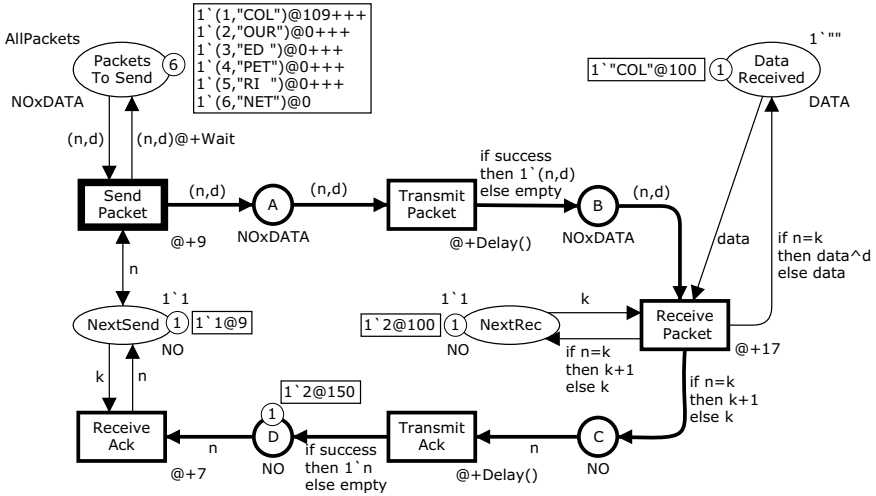 AllPackets
Packets
To Send
6
NOxDATA
1`(1,"COL")@109+++
1`(2,"OUR")@0+++
1`(3,"ED ")@0+++
1`(4,"PET")@0+++
1`(5,"RI  ")@0+++
1`(6,"NET")@0
1`""
1`"COL"@100
1
Data
Received
DATA
(n,d)
(n,d)@+Wait
Send
Packet
@+9
(n,d)
A
NOxDATA
(n,d)
Transmit
Packet
@+Delay()
if success
then 1`(n,d)
else empty
B
NOxDATA
(n,d)
data
if n=k
then data^d
else data
n
1`1
NextSend
1
1`1@9
NO
1`1
1`2@100
1
NextRec
NO
k
if n=k
then k+1
else k
Receive
Packet
@+17
if n=k
then k+1
else k
k
n
Receive
Ack
@+7
n
1`2@150
1
D
NO
if success
then 1`n
else empty
Transmit
Ack
@+Delay()
n
C
NO